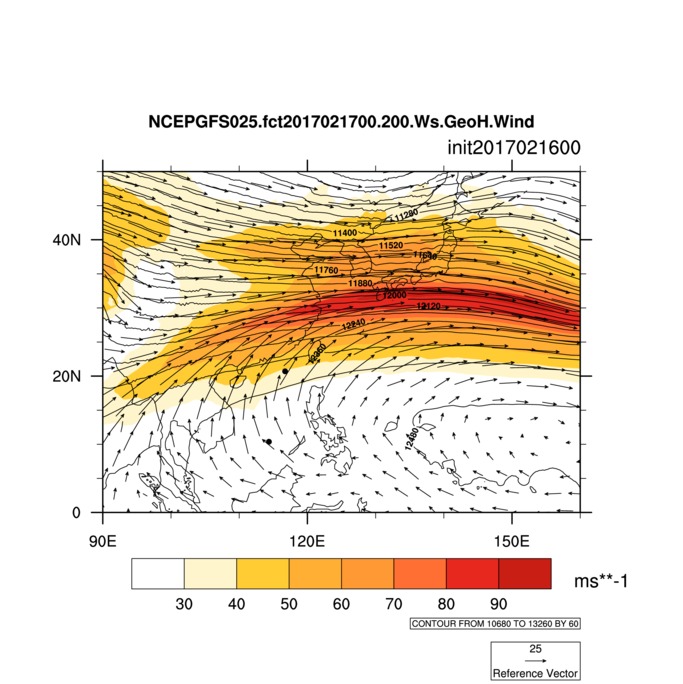 NCEPGFS025.fct2017021700.200.Ws.GeoH.Wind
init2017021600
11280
11400
40N
11520
11640
11760
11880
12000
12120
12240
12360
20N
12480
0
90E 120E 150E
ms**-1
30 40 50 60 70 80 90
CONTOUR FROM 10680 TO 13260 BY 60
25
Reference Vector